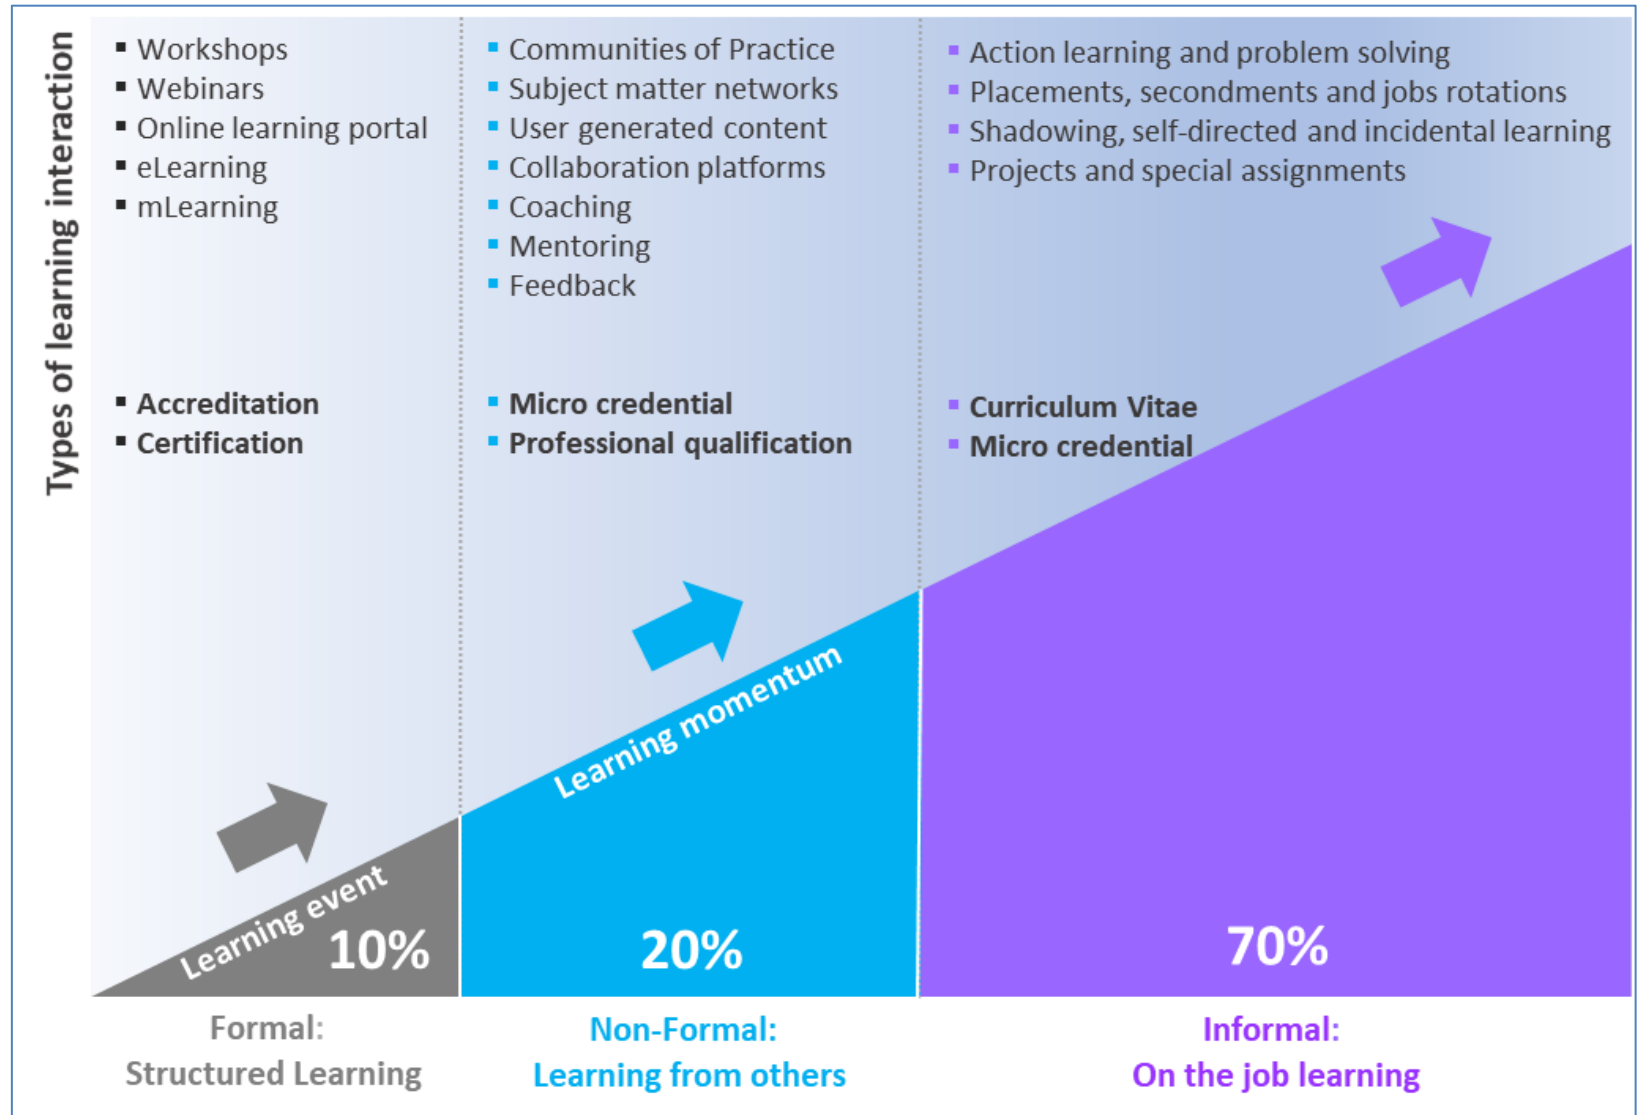 Types of learning interaction
▪ Workshops
▪ Webinars
▪ Online learning portal
▪ eLearning
▪ mLearning
▪ Accreditation
▪ Certification
▪ Communities of Practice
▪ Subject matter networks
▪ User generated content
▪ Collaboration platforms
▪ Coaching
▪ Mentoring
▪ Feedback
▪ Micro credential
▪ Professional qualification
▪ Action learning and problem solving
▪ Placements, secondments and jobs rotations
▪ Shadowing, self-directed and incidental learning
▪ Projects and special assignments
▪ Curriculum Vitae
▪ Micro credential
Learning event
10%
Learning momentum
20%
70%
Formal:
Structured Learning
Non-Formal:
Learning from others
Informal:
On the job learning